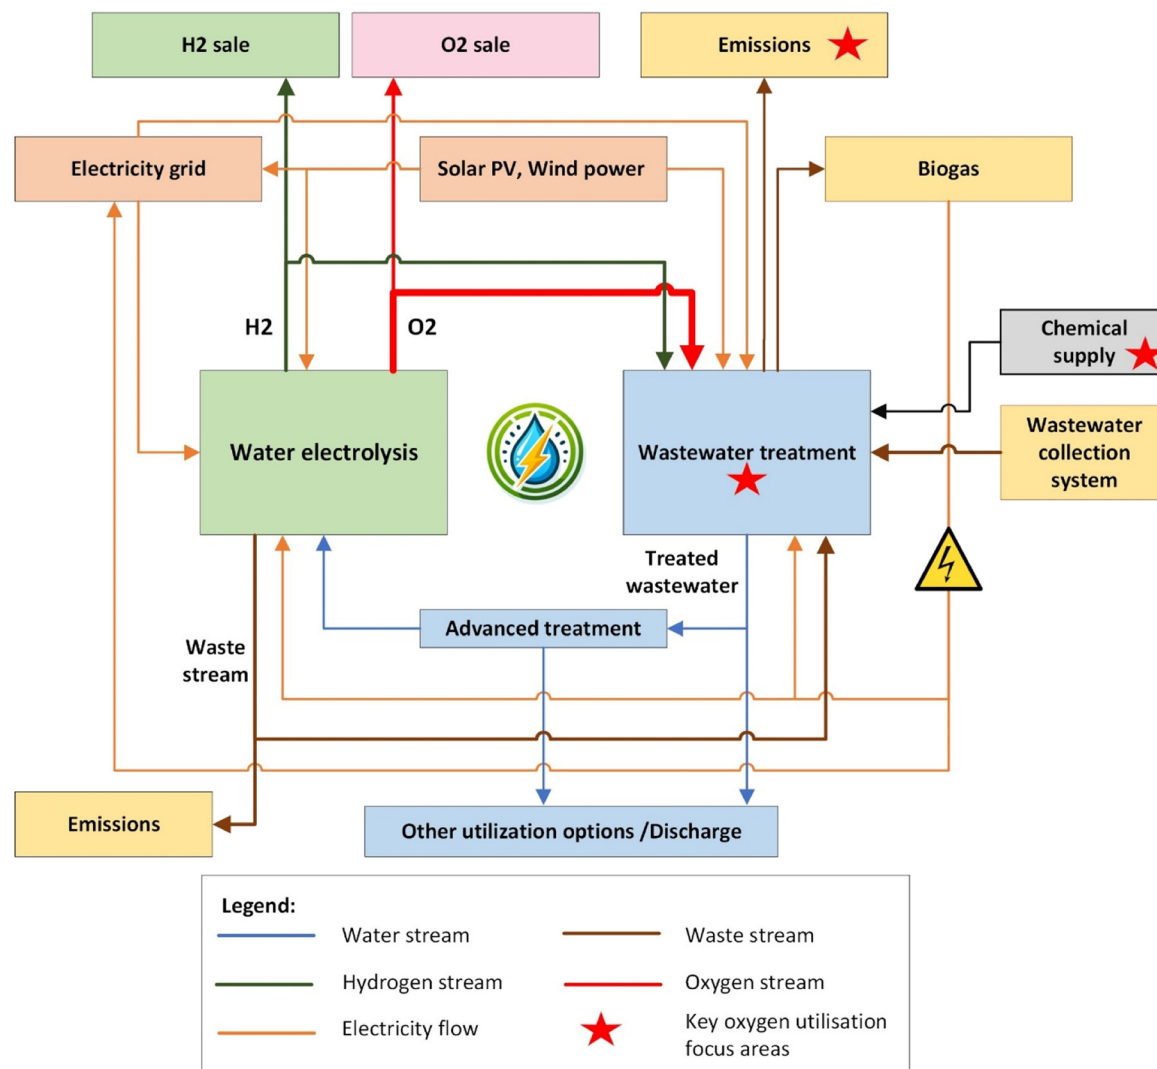 H2 sale
O2 sale
Emissions
Electricity grid
Solar PV, Wind power
Biogas
H2
O2
Chemical
supply
Water electrolysis
Wastewater treatment
Wastewater
collection
system
Treated
wastewater
Advanced treatment
Waste
stream
Emissions
Other utilization options /Discharge
Legend:
Water stream
Waste stream
Hydrogen stream
Oxygen stream
Electricity flow
Key oxygen utilisation
focus areas